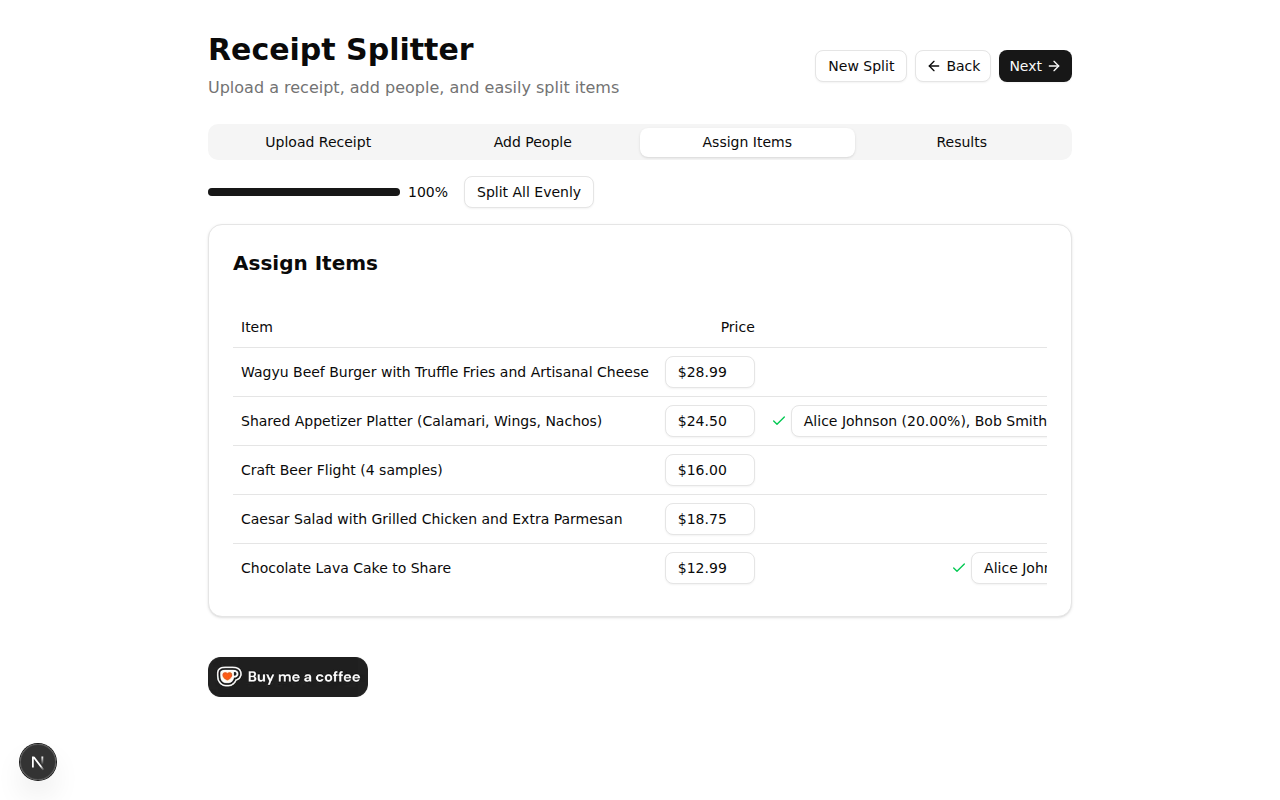 Receipt Splitter
Upload a receipt, add people, and easily split items
New Split
Back
Next
Upload Receipt
Add People
Assign Items
Results
100%
Split All Evenly
Assign Items
Item
Price
Wagyu Beef Burger with Truffle Fries and Artisanal Cheese
$28.99
Shared Appetizer Platter (Calamari, Wings, Nachos)
$24.50
Alice Johnson (20.00%), Bob Smith
Craft Beer Flight (4 samples)
$16.00
Caesar Salad with Grilled Chicken and Extra Parmesan
$18.75
Chocolate Lava Cake to Share
$12.99
Alice
Buy me a coffee
N